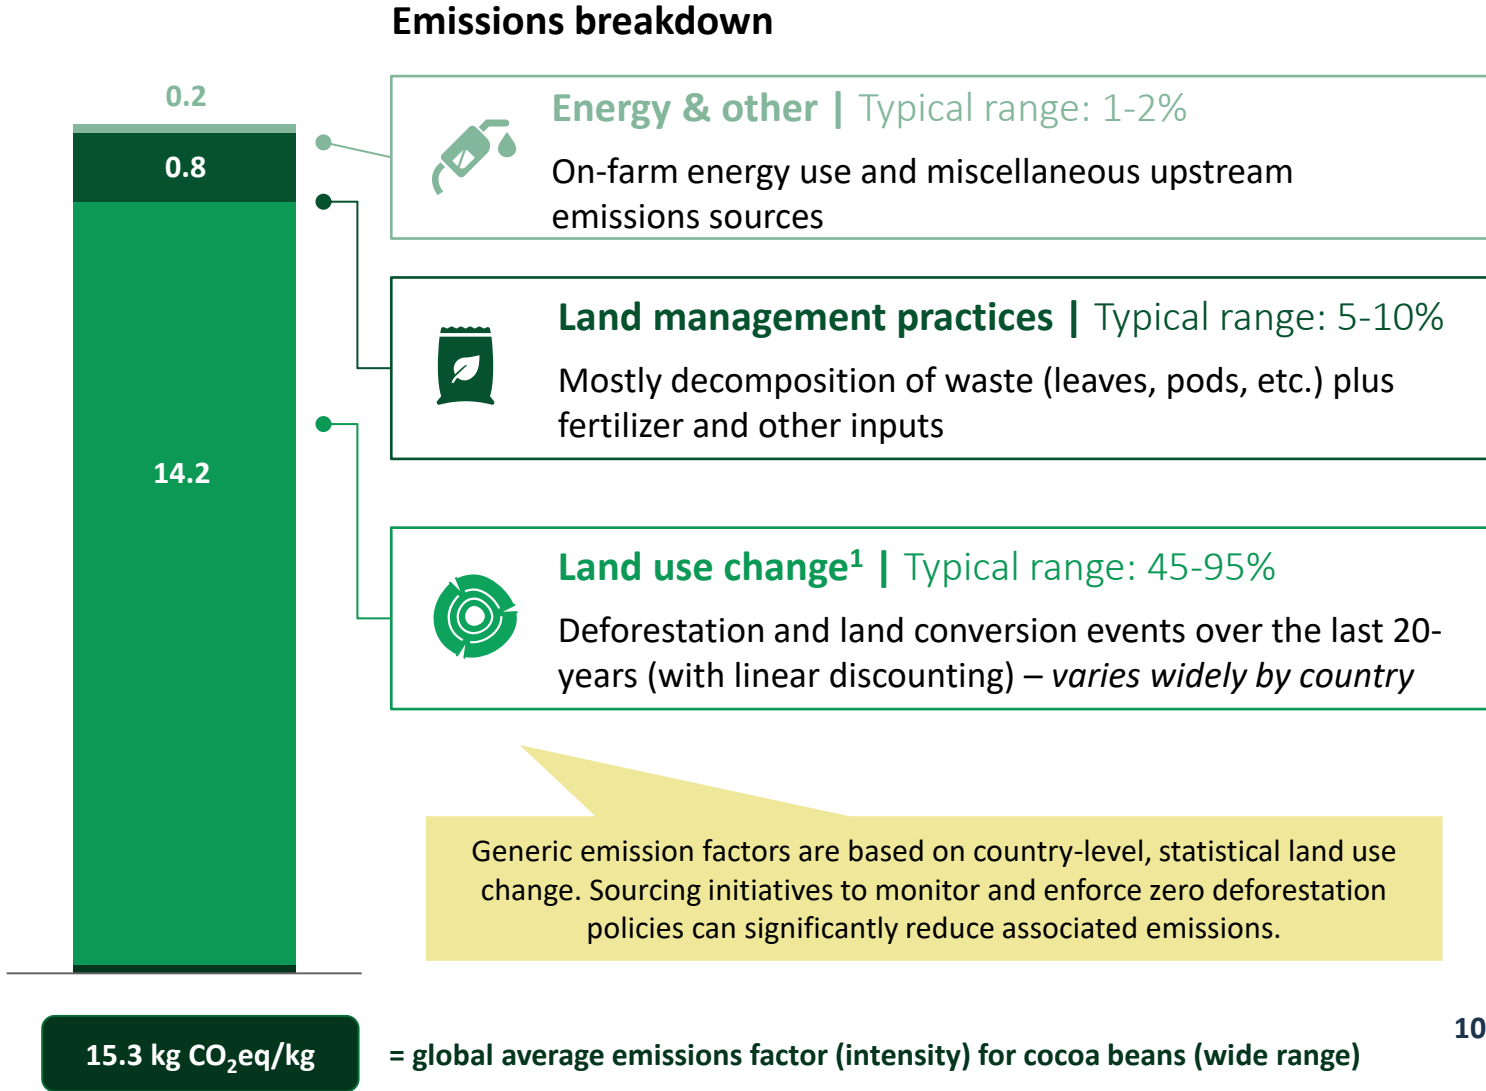 Emissions breakdown
0.2
0.8
14.2
Energy & other | Typical range: 1-2%
On-farm energy use and miscellaneous upstream
emissions sources
Land management practices | Typical range: 5-10%
Mostly decomposition of waste (leaves, pods, etc.) plus
fertilizer and other inputs
Land use change¹ | Typical range: 45-95%
Deforestation and land conversion events over the last 20-
years (with linear discounting) – varies widely by country
Generic emission factors are based on country-level, statistical land use
change. Sourcing initiatives to monitor and enforce zero deforestation
policies can significantly reduce associated emissions.
15.3 kg CO₂eq/kg
= global average emissions factor (intensity) for cocoa beans (wide range)
10